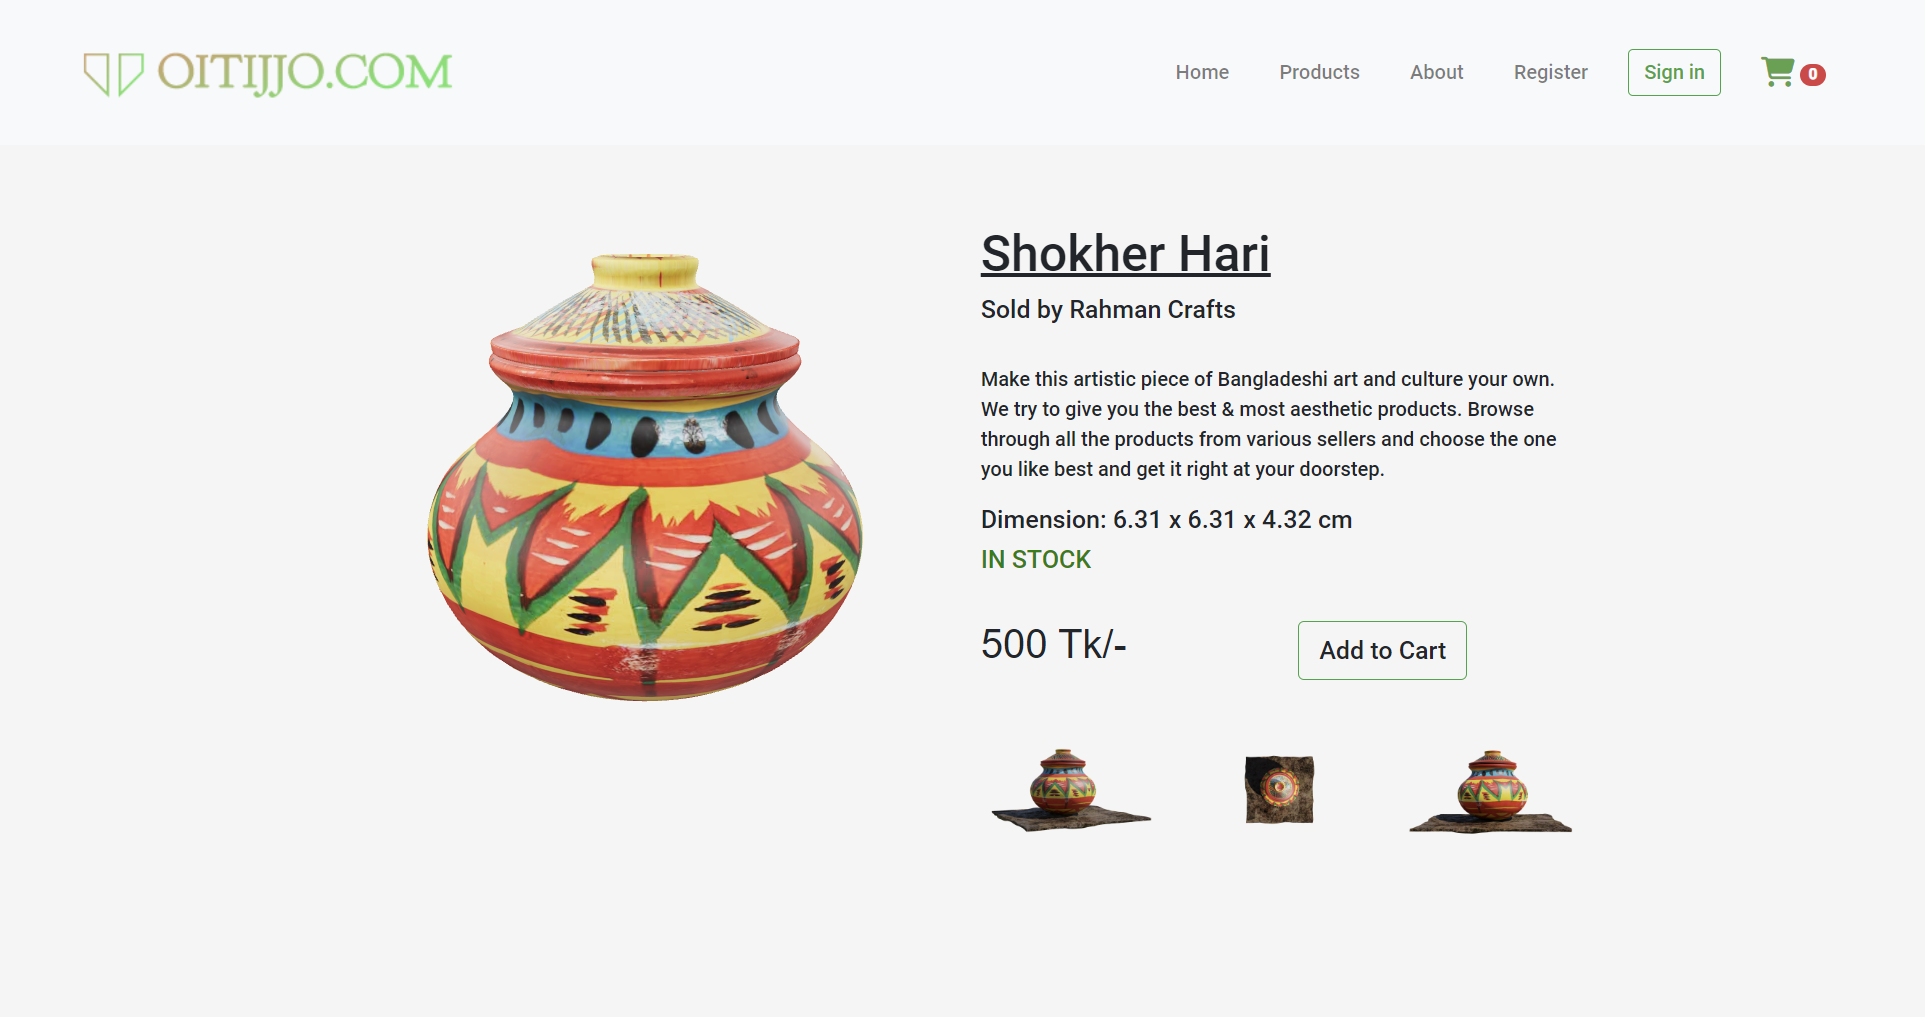 OITIJJO.COM
Home
Products
About
Register
Sign in
0
Shokher Hari
Sold by Rahman Crafts
Make this artistic piece of Bangladeshi art and culture your own.
We try to give you the best & most aesthetic products. Browse
through all the products from various sellers and choose the one
you like best and get it right at your doorstep.
Dimension: 6.31 x 6.31 x 4.32 cm
IN STOCK
500 Tk/-
Add to Cart